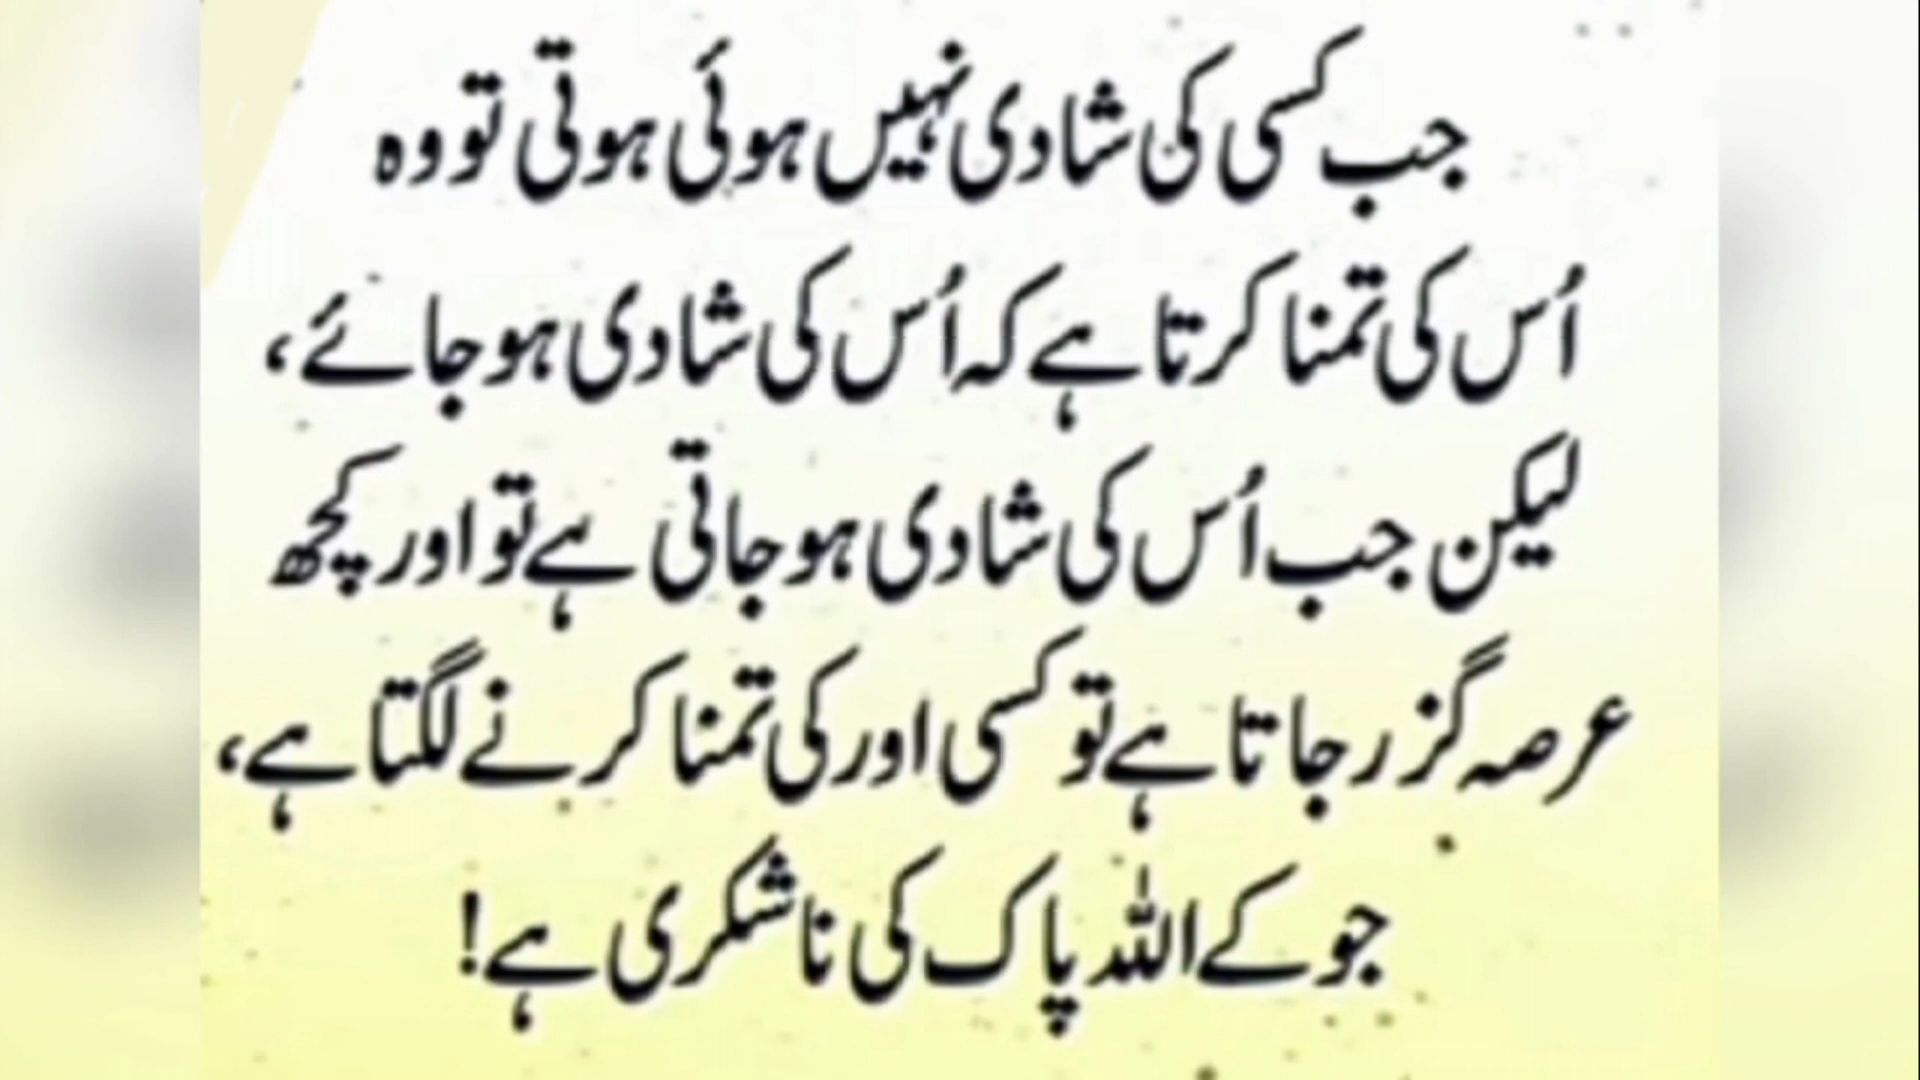 جب کسی کی شادی نہیں ہوئی ہوتی تو وہ
اُس کی تمنا کرتا ہے کہ اُس کی شادی ہو جائے،
لیکن جب اُس کی شادی ہو جاتی ہے تو اور کچھ
عرصہ گزر جاتا ہے تو کسی اور کی تمنا کرنے لگتا ہے،
جو کے اللہ پاک کی ناشکری ہے!